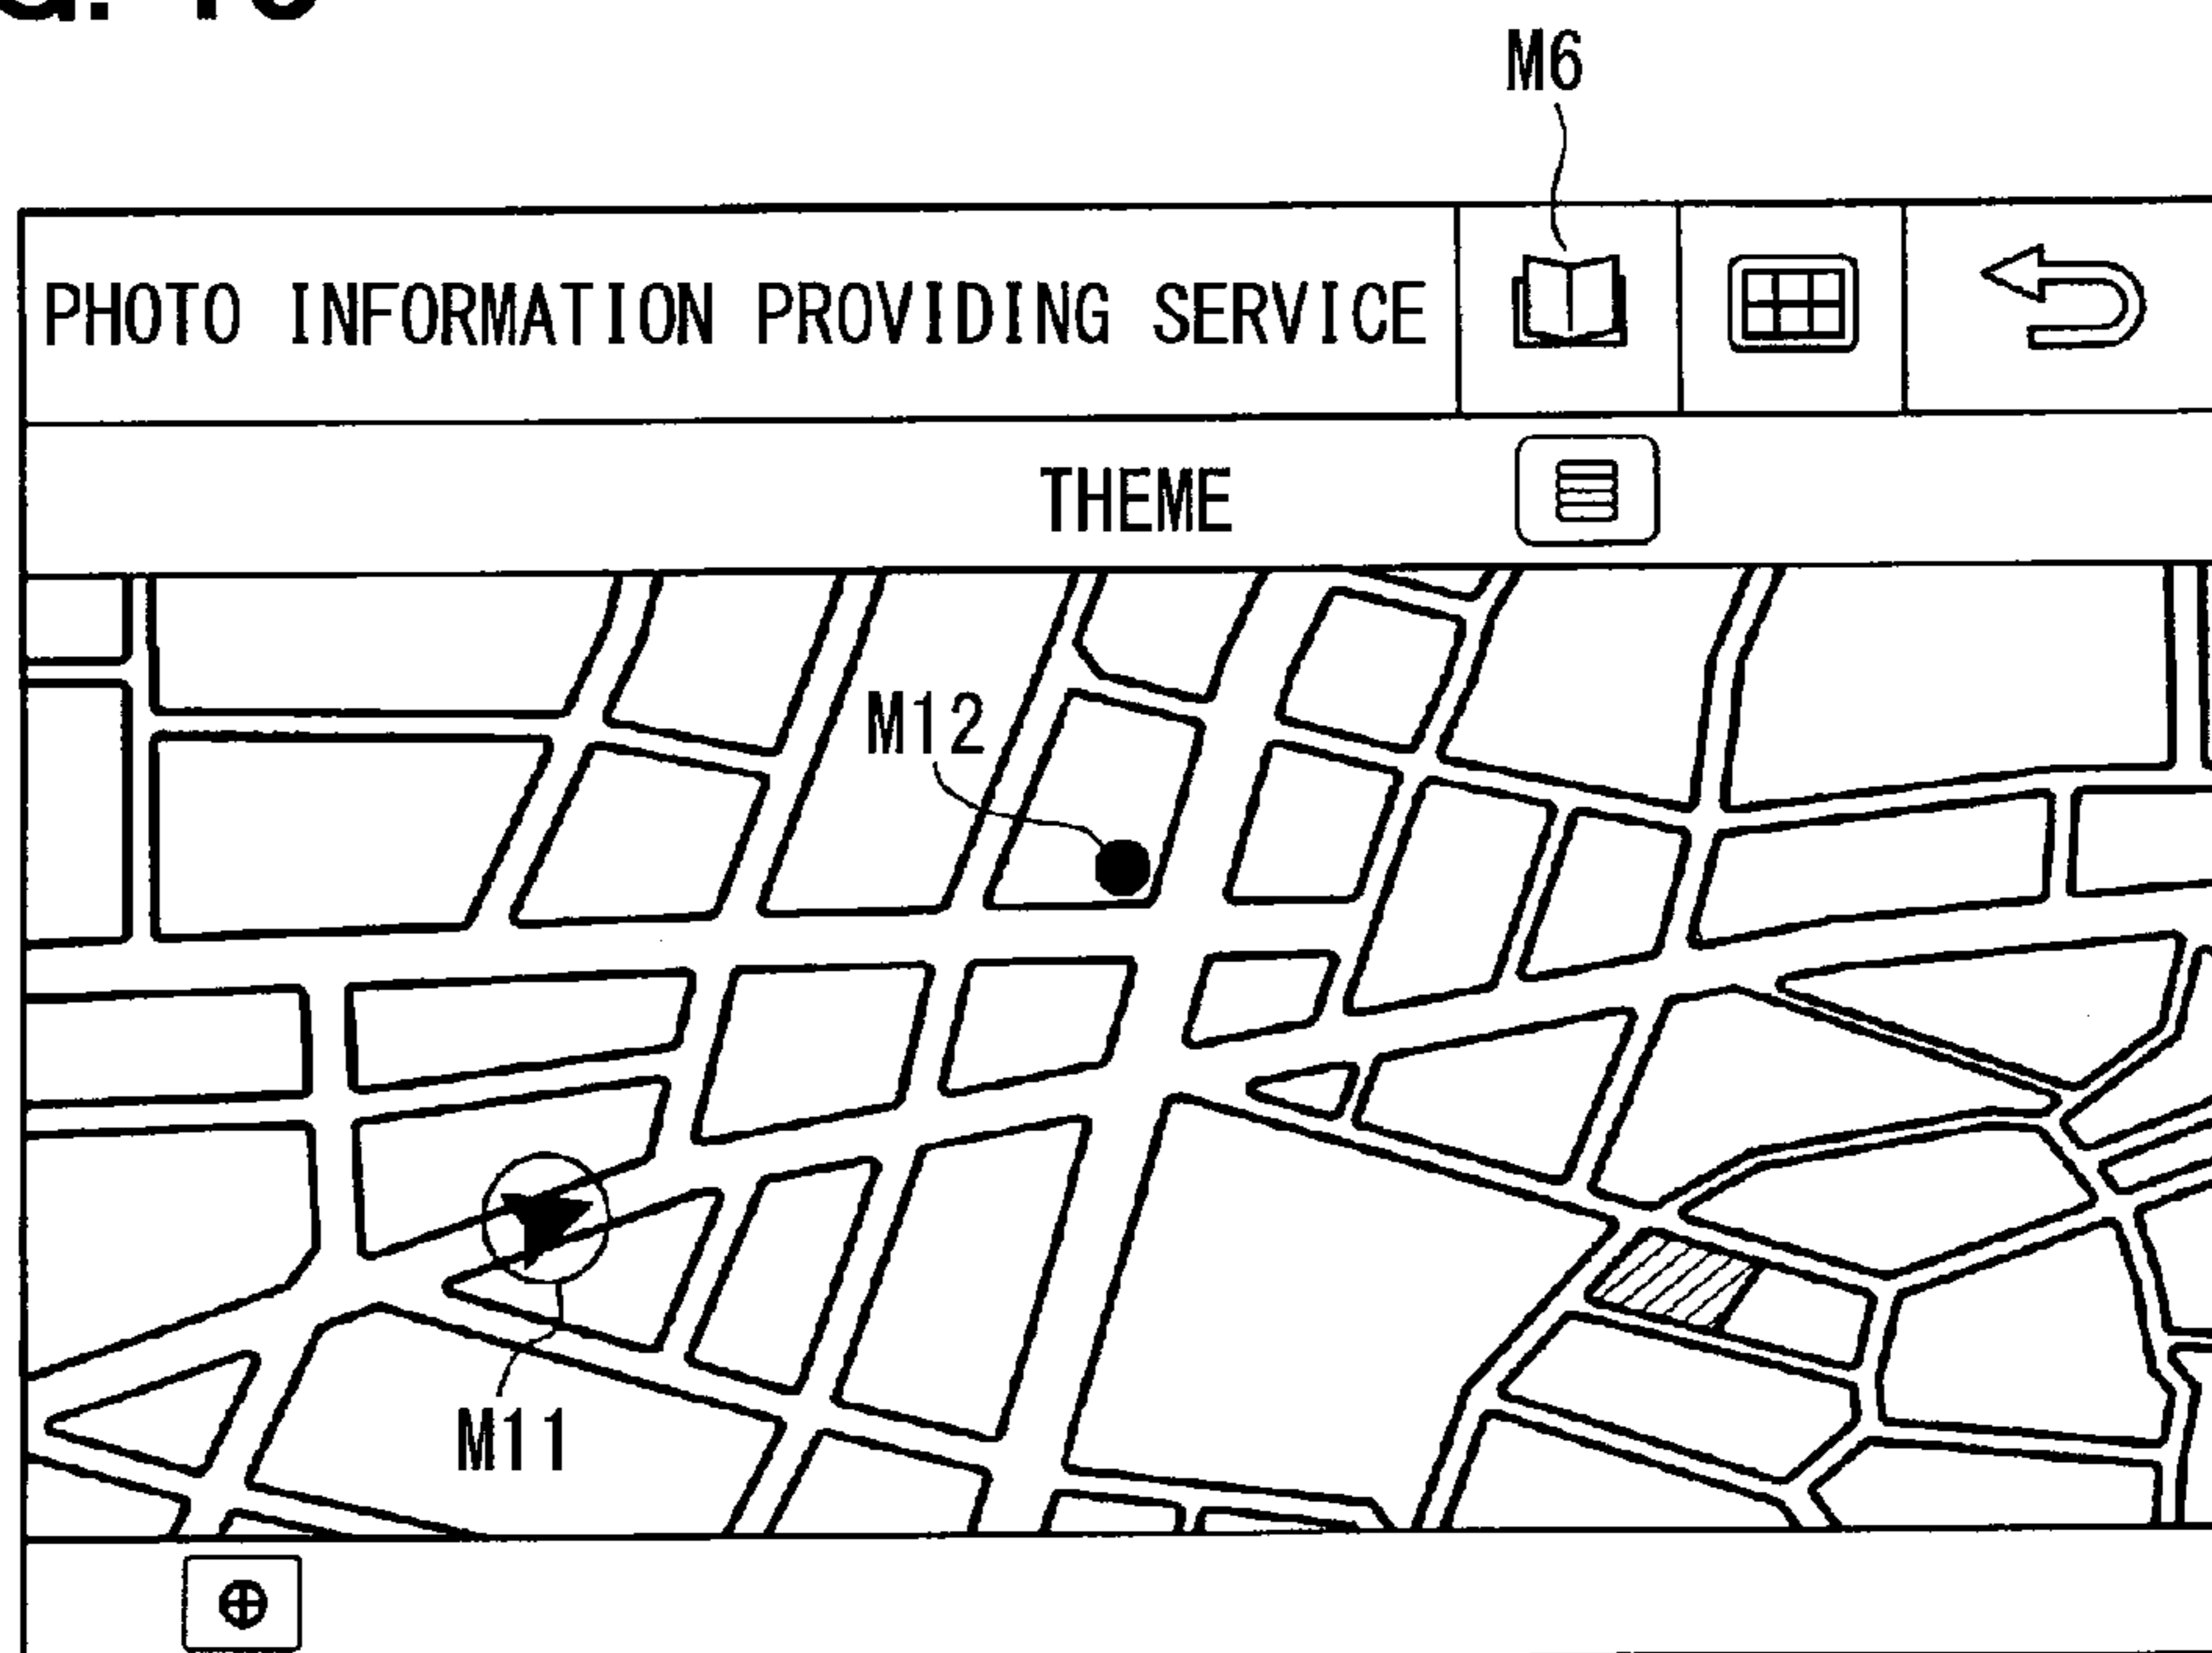 M6
PHOTO INFORMATION PROVIDING SERVICE
THEME
M12
M11